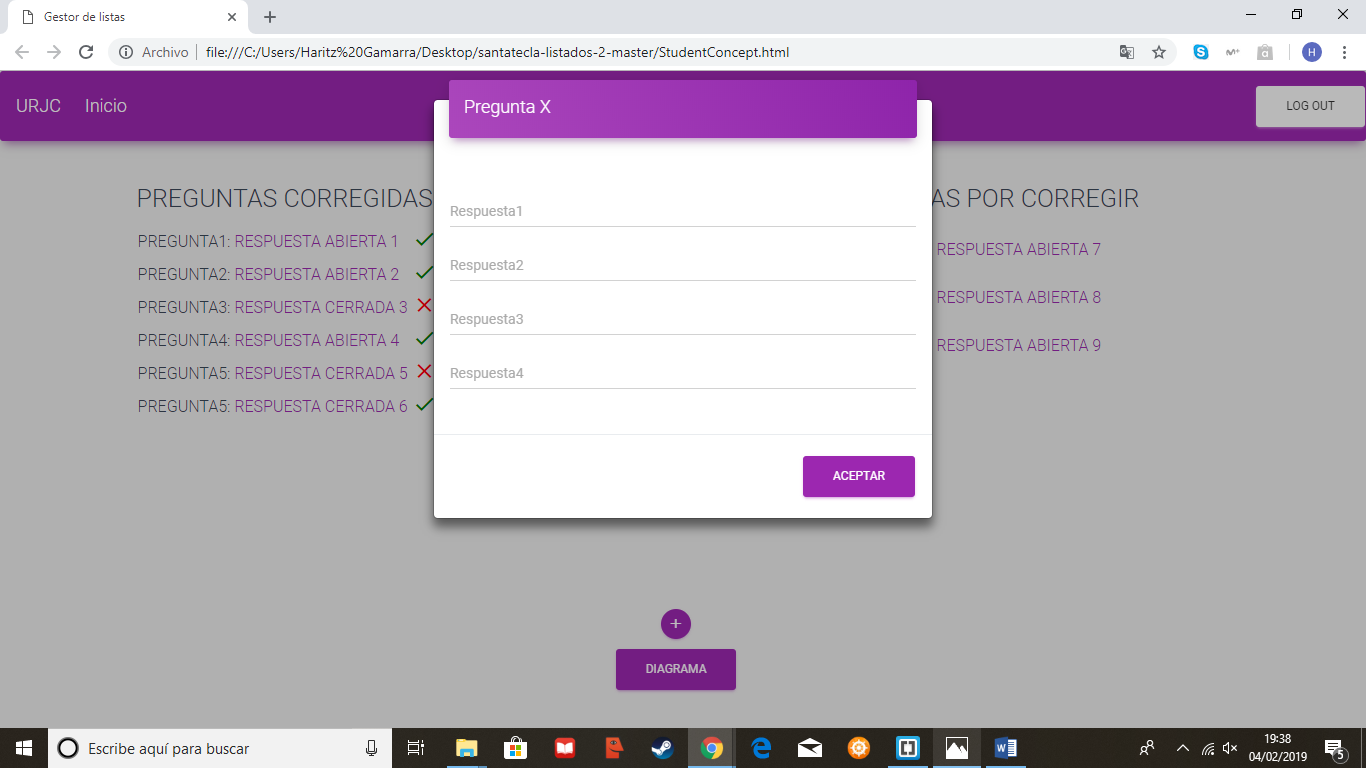 Gestor de listas
Archivo
file:///C:/Users/Haritz%20Gamarra/Desktop/santatecla-listados-2-master/StudentConcept.html
H
URJC Inicio
LOG OUT
Pregunta X
PREGUNTAS CORREGIDAS
AS POR CORREGIR
Respuesta1
Respuesta2
Respuesta3
Respuesta4
ACEPTAR
PREGUNTA1: RESPUESTA ABIERTA 1
PREGUNTA2: RESPUESTA ABIERTA 2
PREGUNTA3: RESPUESTA CERRADA 3
PREGUNTA4: RESPUESTA ABIERTA 4
PREGUNTA5: RESPUESTA CERRADA 5
PREGUNTA5: RESPUESTA CERRADA 6
RESPUESTA ABIERTA 7
RESPUESTA ABIERTA 8
RESPUESTA ABIERTA 9
+
DIAGRAMA
Escribe aquí para buscar
19:38
04/02/2019
5